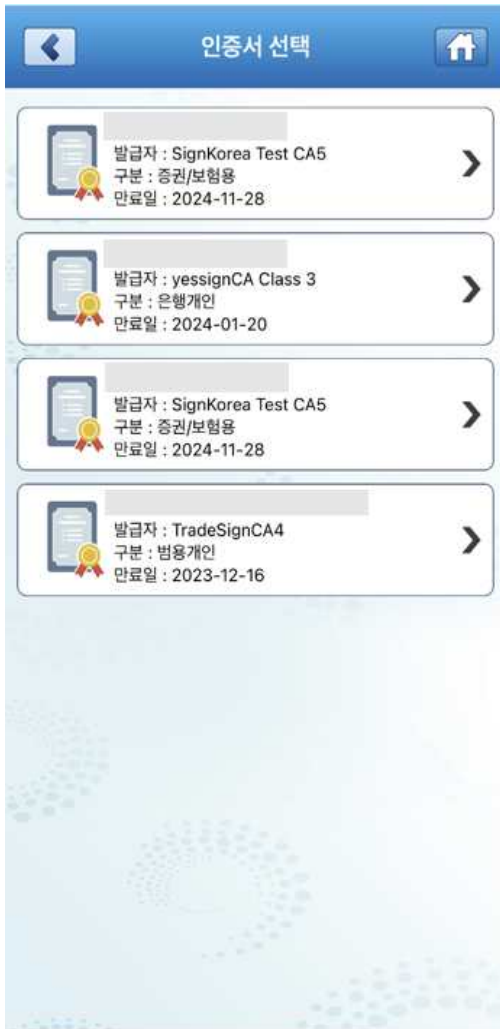 인증서 선택
발급자 : SignKorea Test CA5
구분 : 증권/보험용
만료일 : 2024-11-28
발급자 : yessignCA Class 3
구분 : 은행개인
만료일 : 2024-01-20
발급자 : SignKorea Test CA5
구분 : 증권/보험용
만료일 : 2024-11-28
발급자 : TradeSignCA4
구분 : 범용개인
만료일 : 2023-12-16